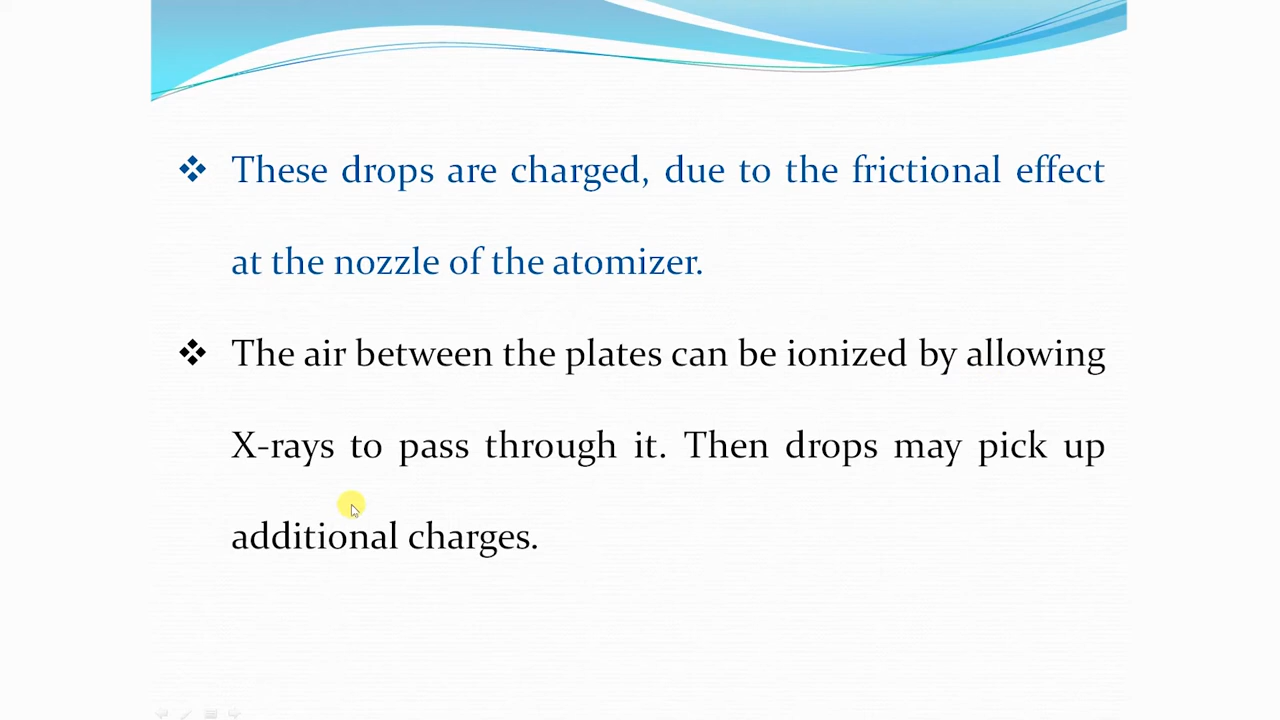 These drops are charged, due to the frictional effect
at the nozzle of the atomizer.
The air between the plates can be ionized by allowing
X-rays to pass through it. Then drops may pick up
additional charges.